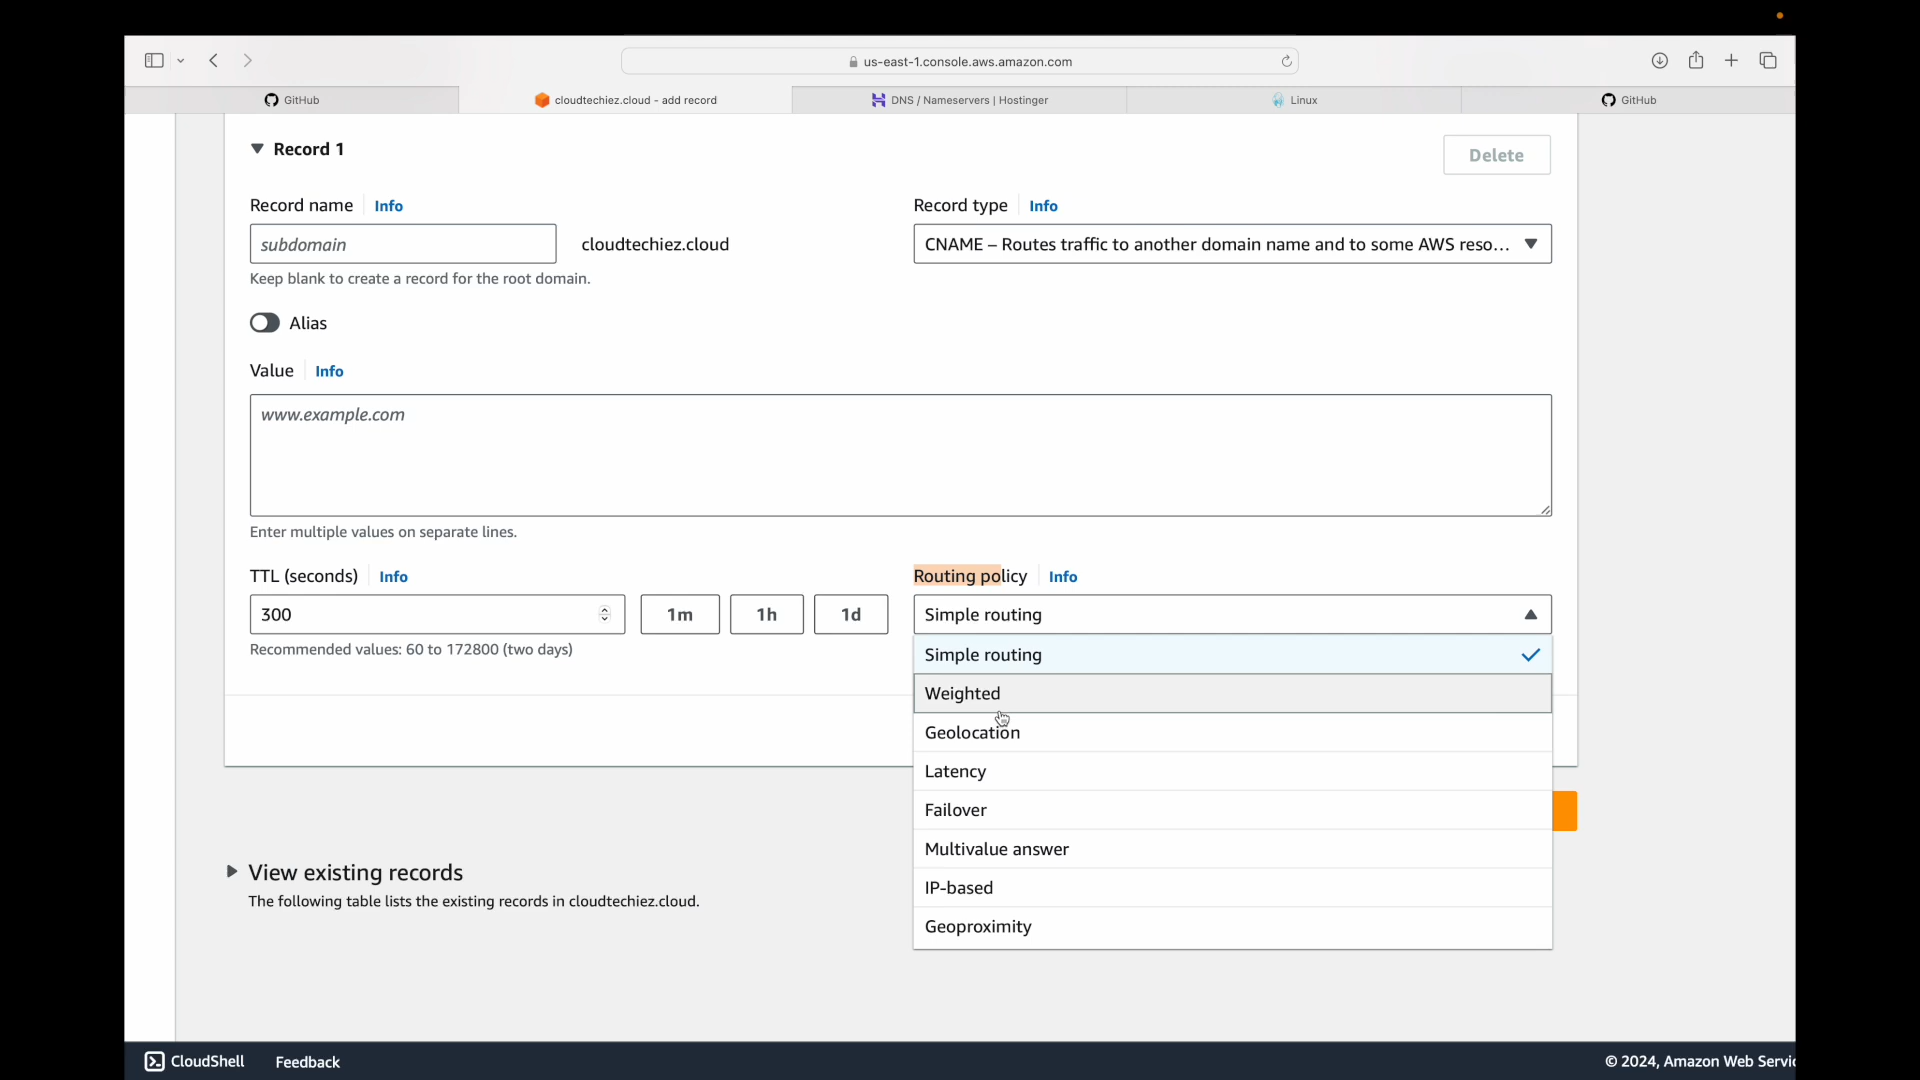 us-east-1.console.aws.amazon.com
GitHub
cloudtechiez.cloud - add record
DNS / Nameservers | Hostinger
Linux
GitHub
Record 1
Delete
Record name Info
Record type Info
subdomain
cloudtechiez.cloud
CNAME – Routes traffic to another domain name and to some AWS reso...
Keep blank to create a record for the root domain.
Alias
Value Info
www.example.com
Enter multiple values on separate lines.
TTL (seconds) Info
Routing policy Info
300
1m
1h
1d
Simple routing
Recommended values: 60 to 172800 (two days)
Simple routing
Weighted
Geolocation
Latency
Failover
Multivalue answer
IP-based
Geoproximity
View existing records
The following table lists the existing records in cloudtechiez.cloud.
CloudShell
Feedback
© 2024, Amazon Web Servic